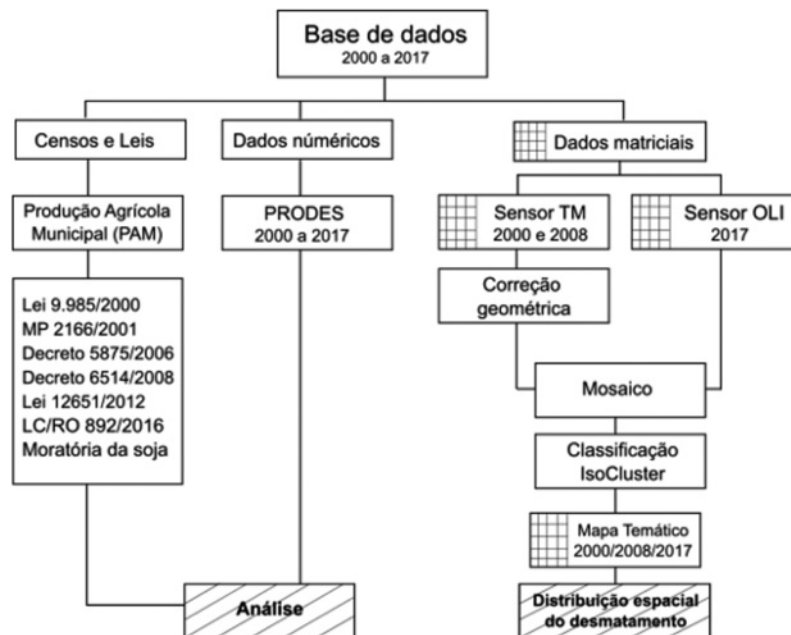 Base de dados
2000 a 2017
Censos e Leis
Dados númericos
Dados matriciais
Produção Agrícola
Municipal (PAM)
PRODES
2000 a 2017
Sensor TM
2000 e 2008
Sensor OLI
2017
Correção
geométrica
Lei 9.985/2000
MP 2166/2001
Decreto 5875/2006
Decreto 6514/2008
Lei 12651/2012
LC/RO 892/2016
Moratória da soja
Mosaico
Classificação
IsoCluster
Mapa Temático
2000/2008/2017
Análise
Distribuição espacial
do desmatamento